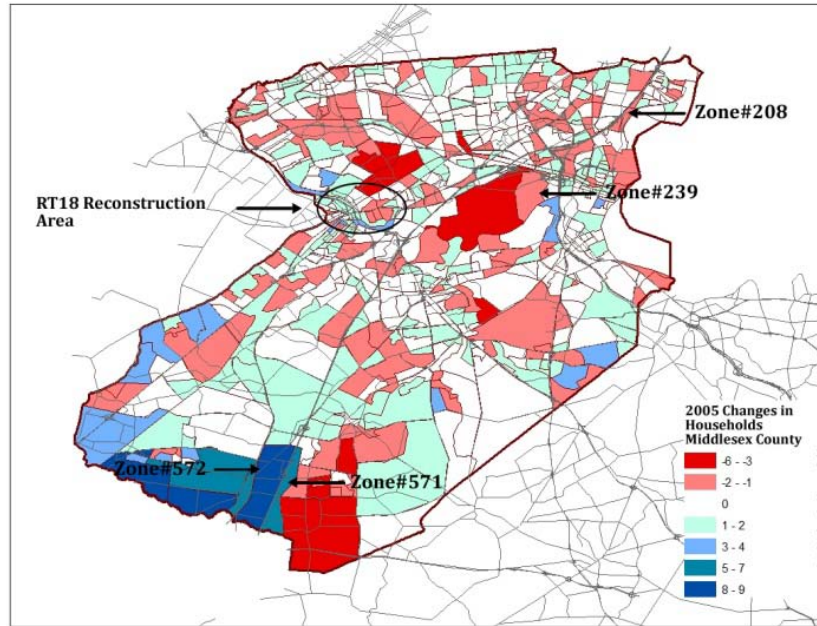 Zone#208
Zone#239
RT18 Reconstruction
Area
Zone#572
Zone#571
2005 Changes in
Households
Middlesex County
-6 - -3
-2 - -1
0
1 - 2
3 - 4
5 - 7
8 - 9